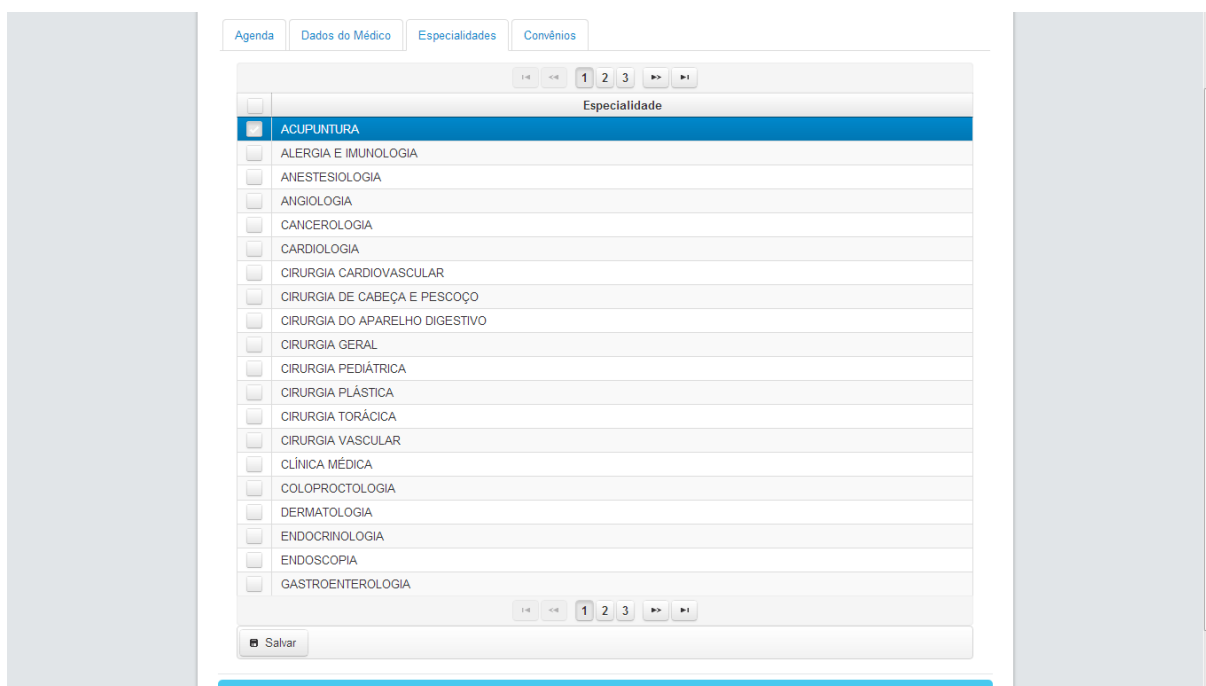 Agenda Dados do Médico Especialidades Convênios
1 2 3
Especialidade
ACUPUNTURA
ALERGIA E IMUNOLOGIA
ANESTESIOLOGIA
ANGIOLOGIA
CANCEROLOGIA
CARDIOLOGIA
CIRURGIA CARDIOVASCULAR
CIRURGIA DE CABEÇA E PESCOÇO
CIRURGIA DO APARELHO DIGESTIVO
CIRURGIA GERAL
CIRURGIA PEDIÁTRICA
CIRURGIA PLÁSTICA
CIRURGIA TORÁCICA
CIRURGIA VASCULAR
CLÍNICA MÉDICA
COLOPROCTOLOGIA
DERMATOLOGIA
ENDOCRINOLOGIA
ENDOSCOPIA
GASTROENTEROLOGIA
1 2 3
Salvar